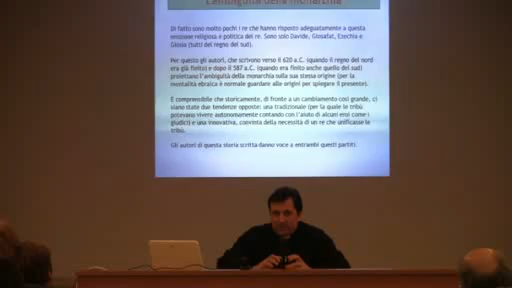 L'ambiguità della monarchia
Di fatto sono molto pochi i re che hanno risposto adeguatamente a questa
missione religiosa e politica del re. Sono solo Davide, Giosafat, Ezechia e
Giosia (tutti del regno del sud).
Per questo gli autori, che scrivono verso il 620 a.C. (quando il regno del nord
era già finito) e dopo il 587 a.C. (quando era finito anche quello del sud)
proiettano l'ambiguità della monarchia sulla sua stessa origine (per la
mentalità ebraica è normale guardare alle origini per spiegare il presente).
È comprensibile che storicamente, di fronte a un cambiamento così grande, ci
siano state due tendenze opposte: una tradizionale (per la quale le tribù
potevano vivere autonomamente contando con l'aiuto di alcuni eroi come i
giudici) e una innovativa, convinta della necessità di un re che unificasse le
tribù.
Gli autori di questa storia scritta danno voce a entrambi questi partiti